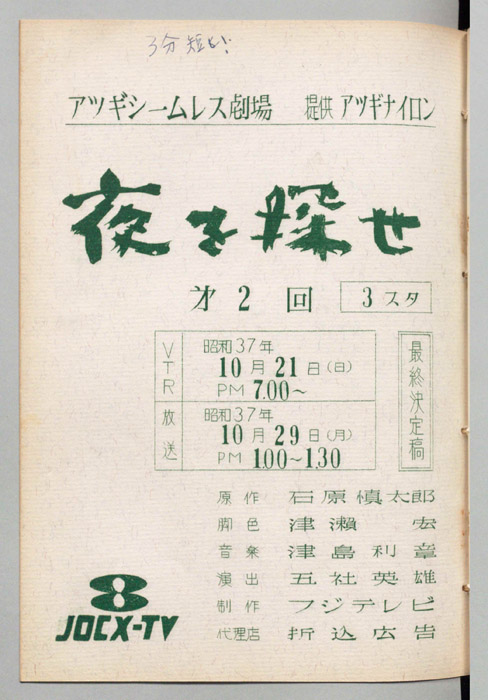 3分短い!
アツギシームレス劇場 提供 アツギナイロン
夜を探せ
才2回 3スタ
VTR 昭和37年
10月21日(日)
PM 7.00～
放送 昭和37年
10月29日(月)
PM 1.00～1.30
最終決定稿
原作 石原慎太郎
脚色 津瀬 宏
音楽 津島利章
演出 五社英雄
制作 フジテレビ
代理店 折込広告
8
JOCX-TV